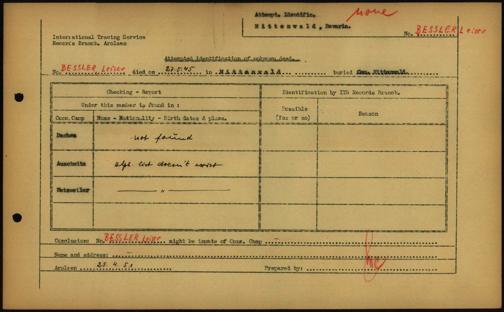 Attempt. Identific. none
Mittenwald, Bavaria.
No. BESSLER Leiser
International Tracing Service
Records Branch, Arolsen
Attempted identification of unknown dead.
No. BESSLER Leiser died on 23.5.45 in Mittenwald buried Cem. Mittenwald.
Checking - Report
Identification by ITS Records Branch.
Under this number is found in :
Possible
(yes or no)
Reason
Conc.Camp Name - Nationality - Birth dates & place.
Dachau not found
Auschwitz alph. list doesn't exist
Natzweiler — " —
Conclusion: No. BESSLER Leiser might be inmate of Conc. Camp -
Name and address: -
Arolsen 25.4.51 Prepared by: